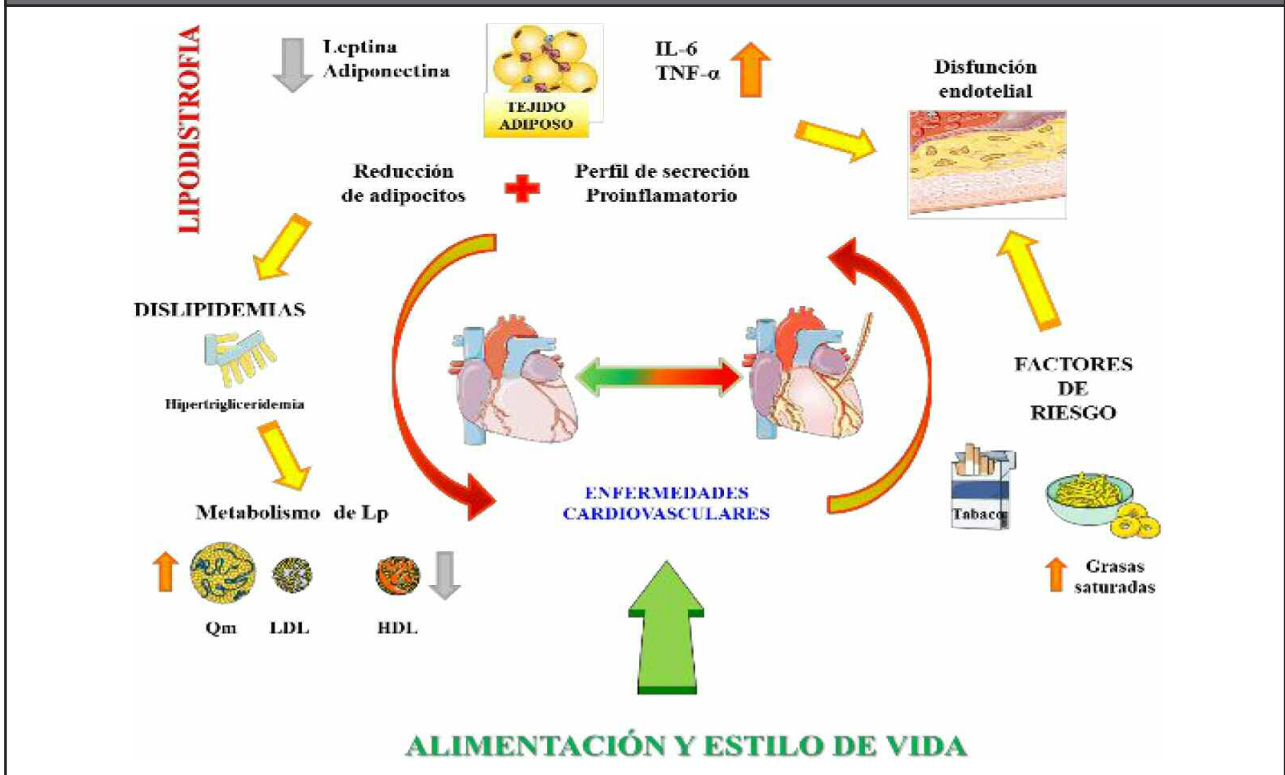 LIPODISTROFIA
Leptina
Adiponectina
TEJIDO
ADIPOSO
IL-6
TNF-α
Disfunción
endotelial
Reducción
de adipocitos
Perfil de secreción
Proinflamatorio
DISLIPIDEMIAS
Hipertrigliceridemia
FACTORES
DE
RIESGO
Metabolismo de Lp
Qm LDL HDL
ENFERMEDADES
CARDIOVASCULARES
Tabaco
Grasas
saturadas
ALIMENTACIÓN Y ESTILO DE VIDA